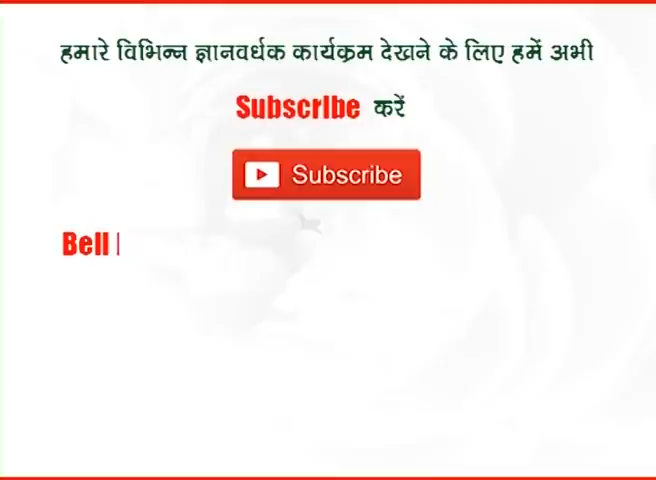 हमारे विभिन्न ज्ञानवर्धक कार्यक्रम देखने के लिए हमें अभी
Subscribe करें
Subscribe
Bell